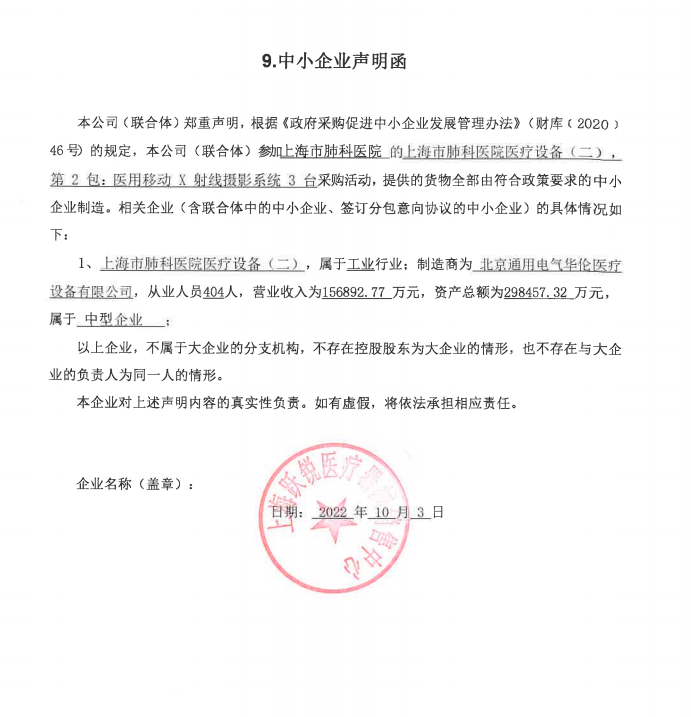 9.中小企业声明函
本公司（联合体）郑重声明，根据《政府采购促进中小企业发展管理办法》（财库﹝2020﹞
46号）的规定，本公司（联合体）参加上海市肺科医院 的上海市肺科医院医疗设备（二），
第 2 包：医用移动 X 射线摄影系统 3 台采购活动，提供的货物全部由符合政策要求的中小
企业制造。相关企业（含联合体中的中小企业、签订分包意向协议的中小企业）的具体情况如
下：
1、上海市肺科医院医疗设备（二），属于工业行业；制造商为 北京通用电气华伦医疗
设备有限公司，从业人员404人，营业收入为156892.77 万元，资产总额为298457.32 万元，
属于 中型企业 ；
以上企业，不属于大企业的分支机构，不存在控股股东为大企业的情形，也不存在与大企
业的负责人为同一人的情形。
本企业对上述声明内容的真实性负责。如有虚假，将依法承担相应责任。
企业名称（盖章）：
日期： 2022 年 10 月 3 日
上海跃锐医疗器 中心